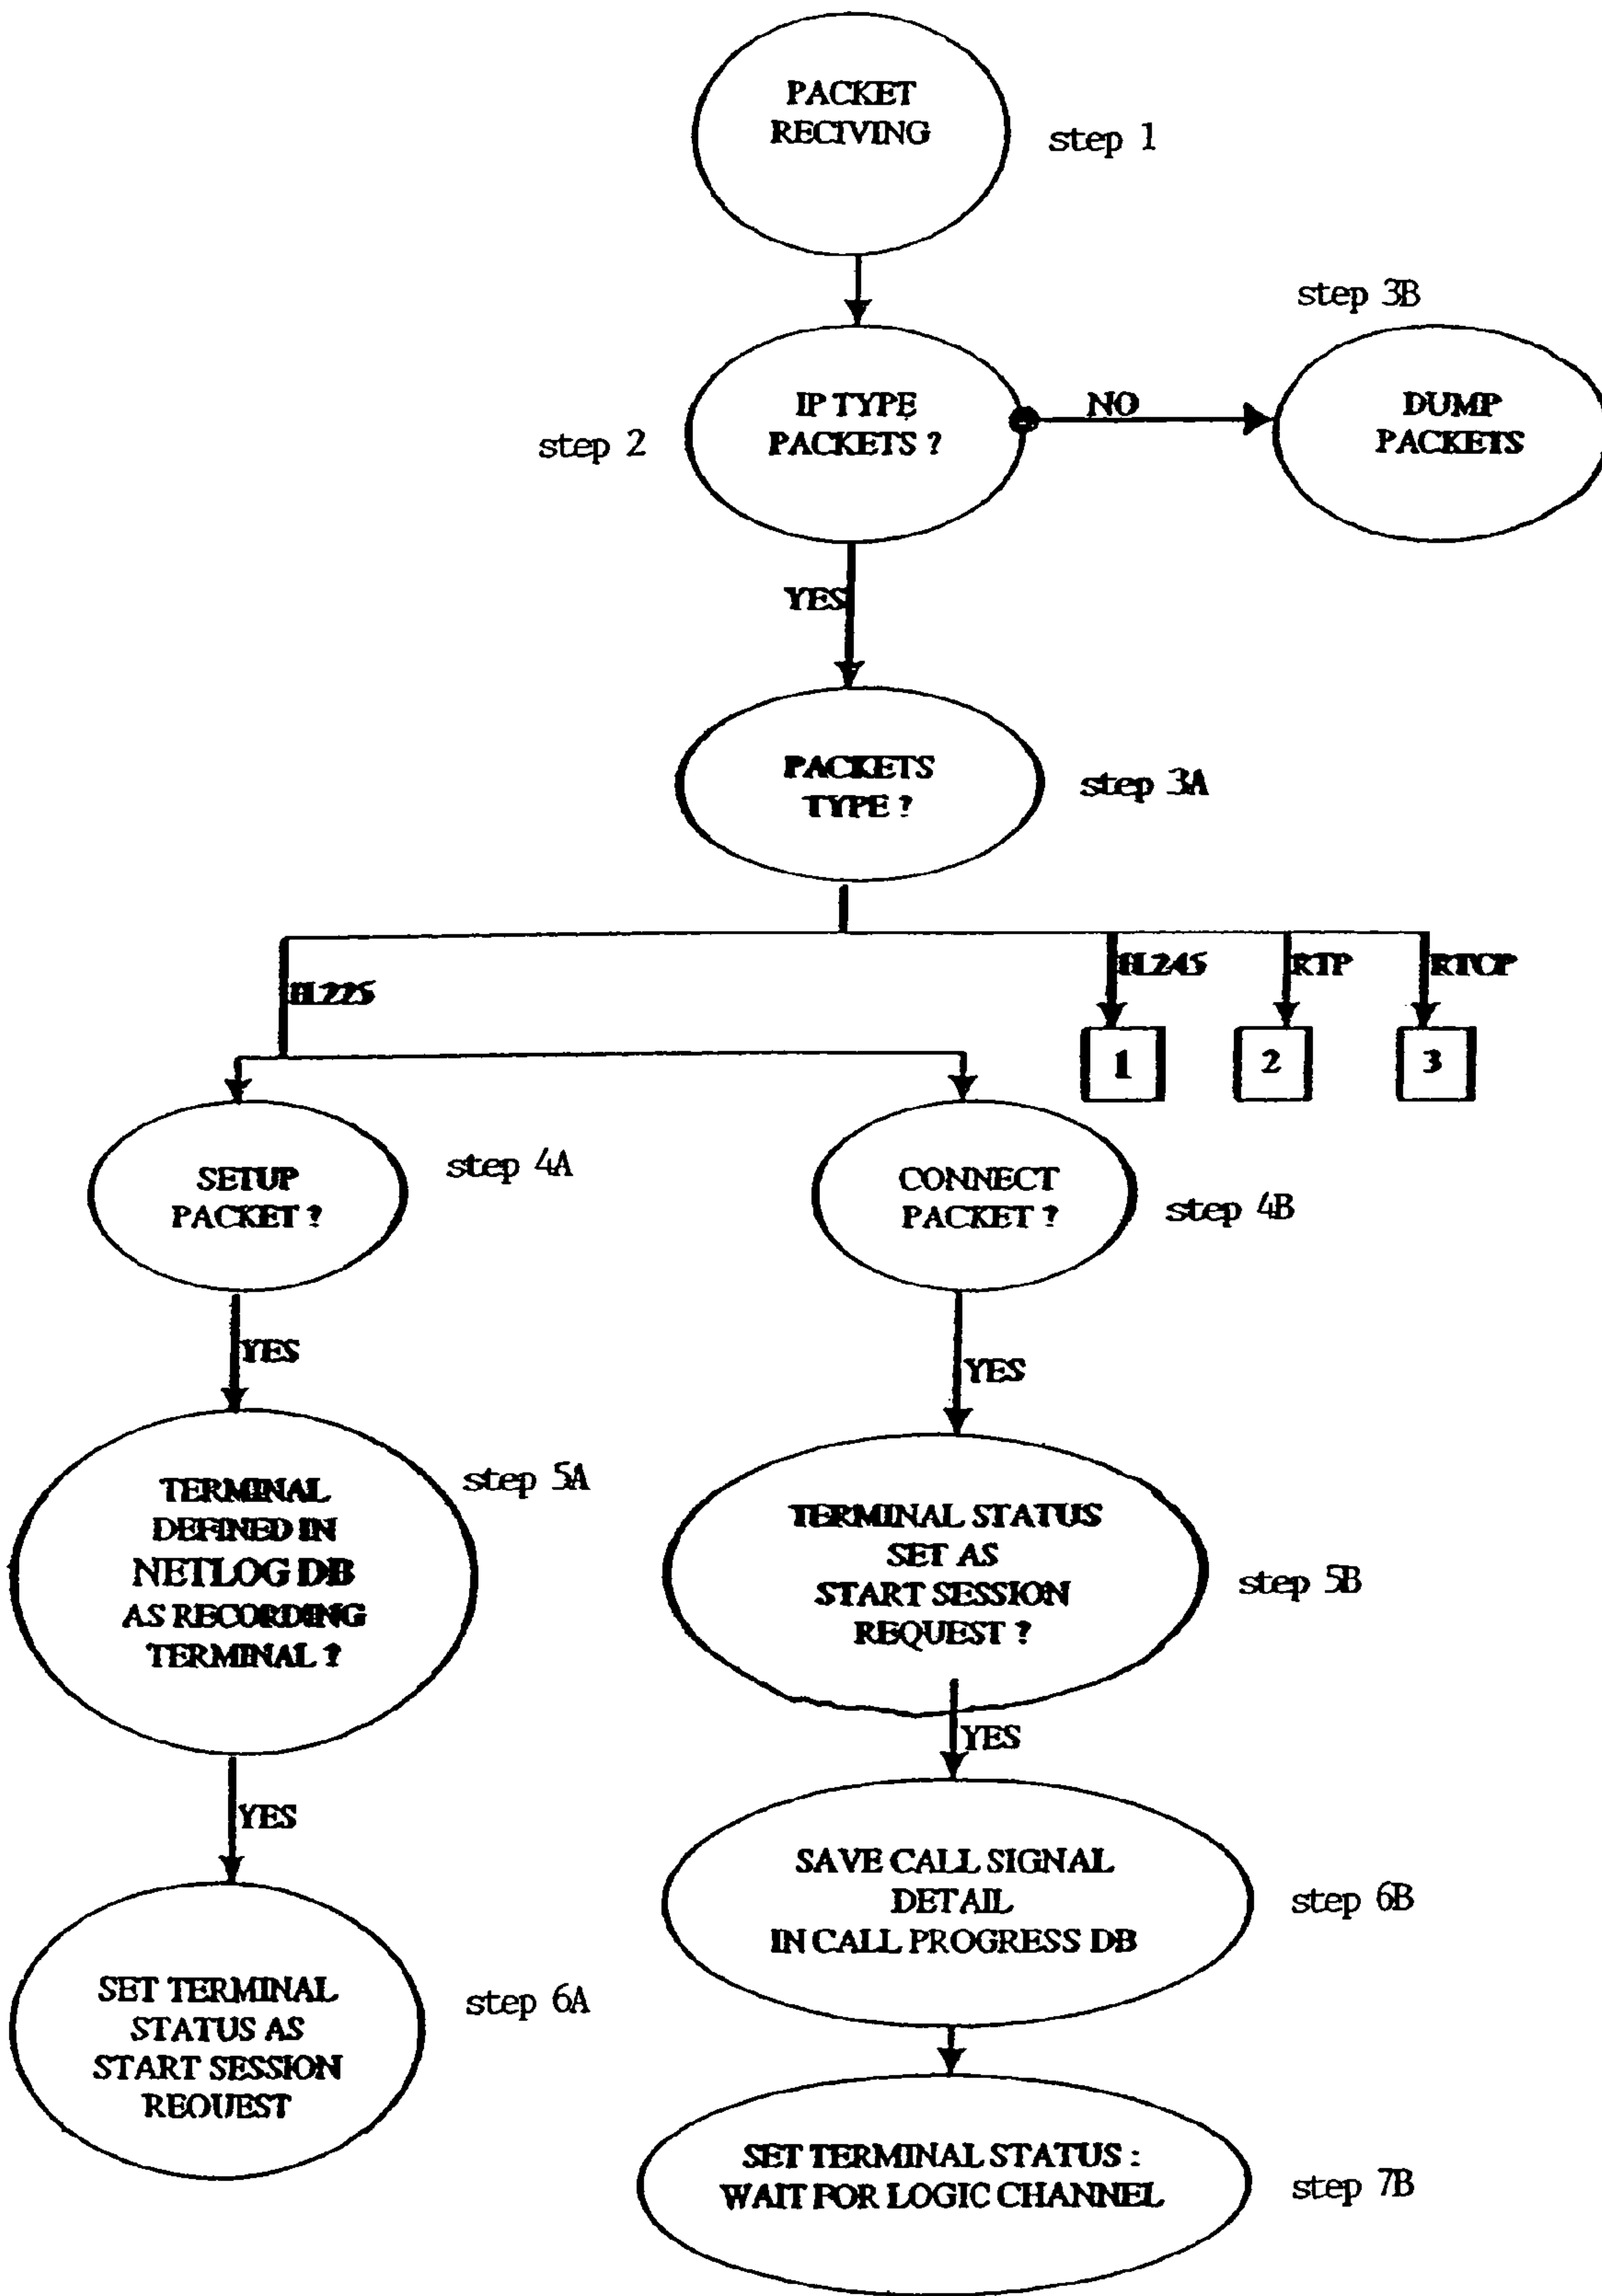 PACKET
RECIVING
step 1
step 3B
IP TYPE
PACKETS ?
step 2
NO
DUMP
PACKETS
YES
PACKETS
TYPE ?
step 3A
H.225
H.245
RTP
RTCP
1
2
3
SETUP
PACKET ?
step 4A
CONNECT
PACKET ?
step 4B
YES
YES
TERMINAL
DEFINED IN
NETLOG DB
AS RECORDING
TERMINAL ?
step 5A
TERMINAL STATUS
SET AS
START SESSION
REQUEST ?
step 5B
YES
YES
SAVE CALL SIGNAL
DETAIL
IN CALL PROGRESS DB
step 6B
SET TERMINAL
STATUS AS
START SESSION
REQUEST
step 6A
SET TERMINAL STATUS :
WAIT FOR LOGIC CHANNEL
step 7B